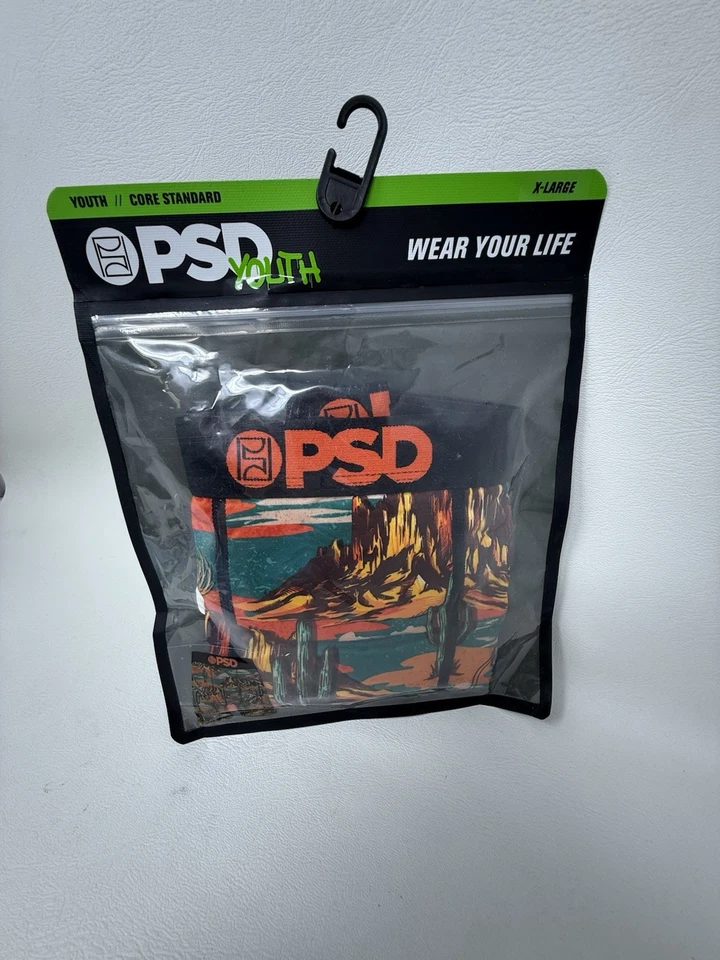 YOUTH // CORE STANDARD
X-LARGE
PSD
YOUTH
WEAR YOUR LIFE
PSD
PSD